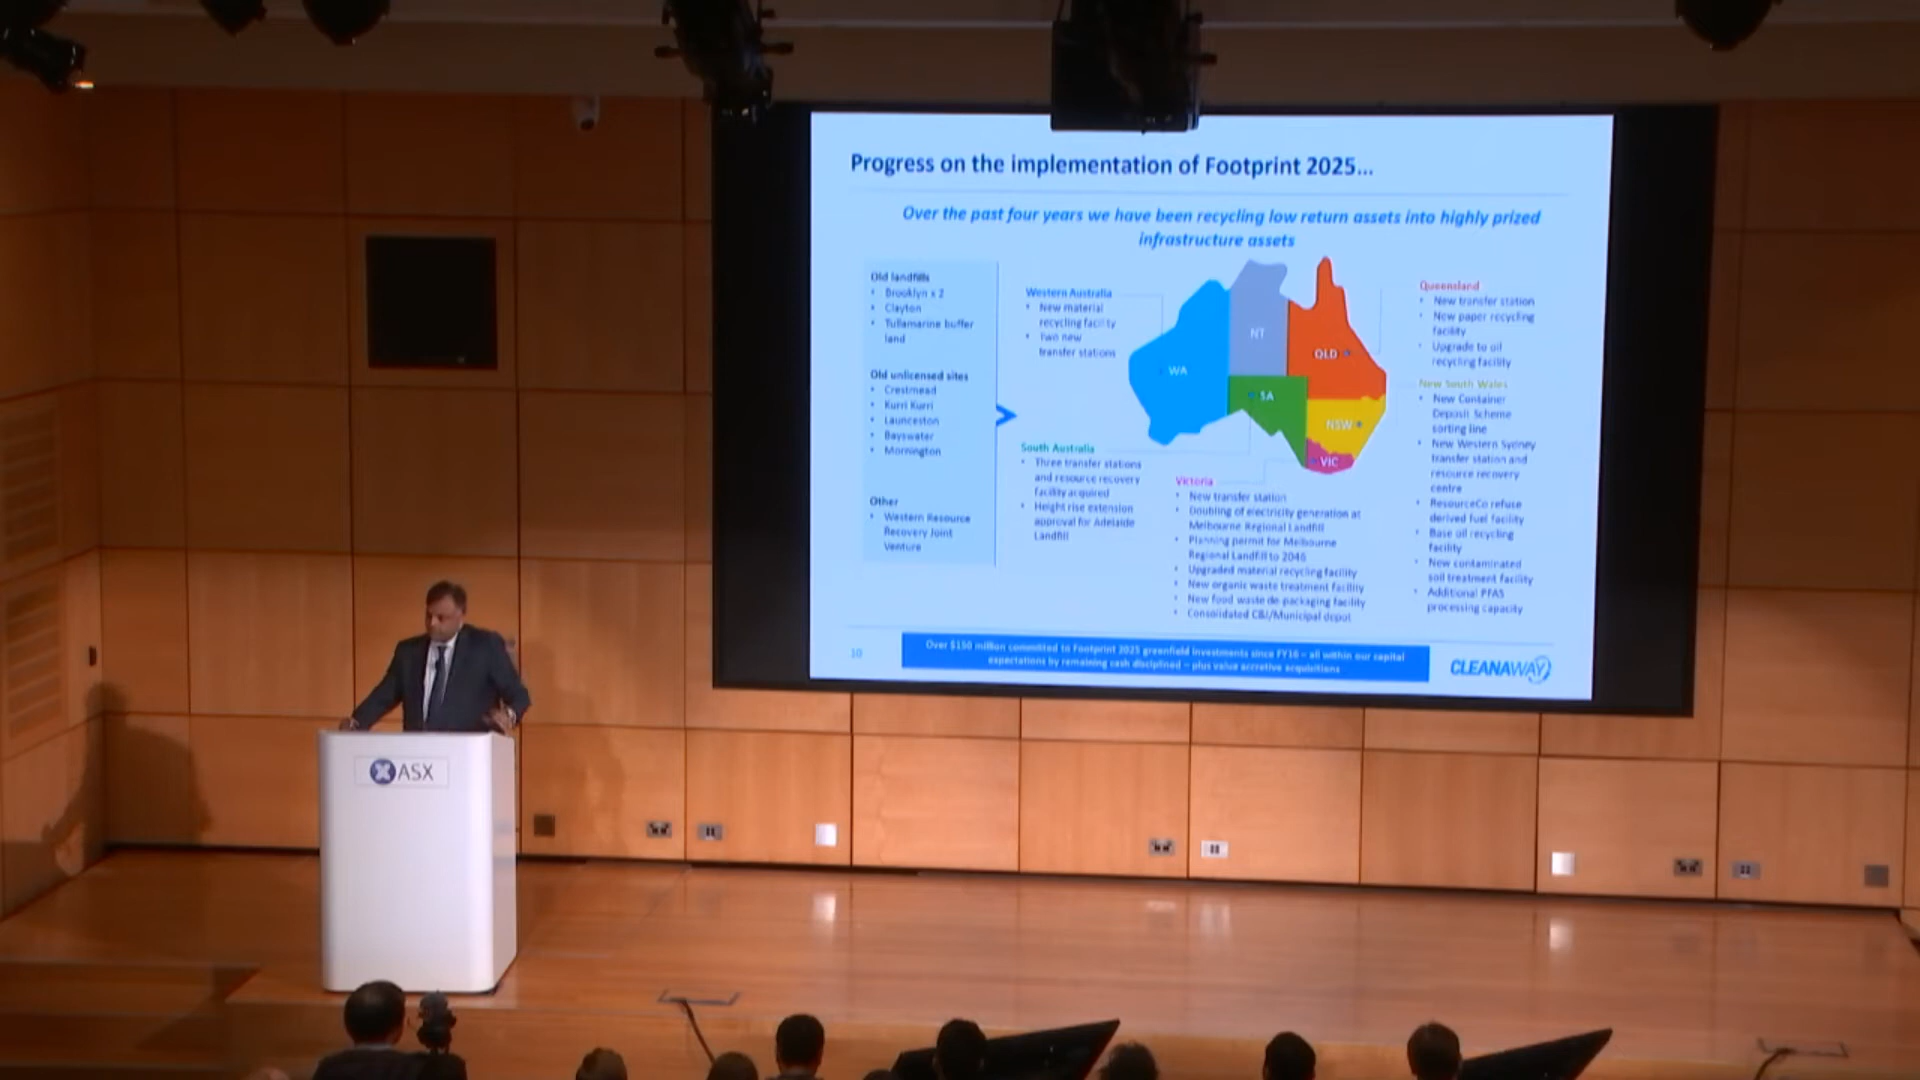 Progress on the implementation of Footprint 2025...
Over the past four years we have been recycling low return assets into highly prized
infrastructure assets
Old landfills
• Brooklyn x 2
• Clayton
• Tullamarine buffer
land
Old unlicensed sites
• Crestmead
• Kurri Kurri
• Launceston
• Bayswater
• Mornington
Other
• Western Resource
Recovery Joint
Venture
Western Australia
• New material
recycling facility
• Two new
transfer stations
South Australia
• Three transfer stations
and resource recovery
facility acquired
• Height rise extension
approval for Adelaide
Landfill
WA
NT
QLD
SA
NSW
VIC
Victoria
• New transfer station
• Doubling of electricity generation at
Melbourne Regional Landfill
• Planning permit for Melbourne
Regional Landfill to 2046
• Upgraded material recycling facility
• New organic waste treatment facility
• New food waste de-packaging facility
• Consolidated C&I/Municipal depot
Queensland
• New transfer station
• New paper recycling
facility
• Upgrade to oil
recycling facility
New South Wales
• New Container
Deposit Scheme
sorting line
• New Western Sydney
transfer station and
resource recovery
centre
• ResourceCo refuse
derived fuel facility
• Base oil recycling
facility
• New contaminated
soil treatment facility
• Additional PFAS
processing capacity
10
Over $150 million committed to Footprint 2025 greenfield investments since FY16 – all within our capital
expectations by remaining cash disciplined – plus value accretive acquisitions
CLEANAWAY
ASX